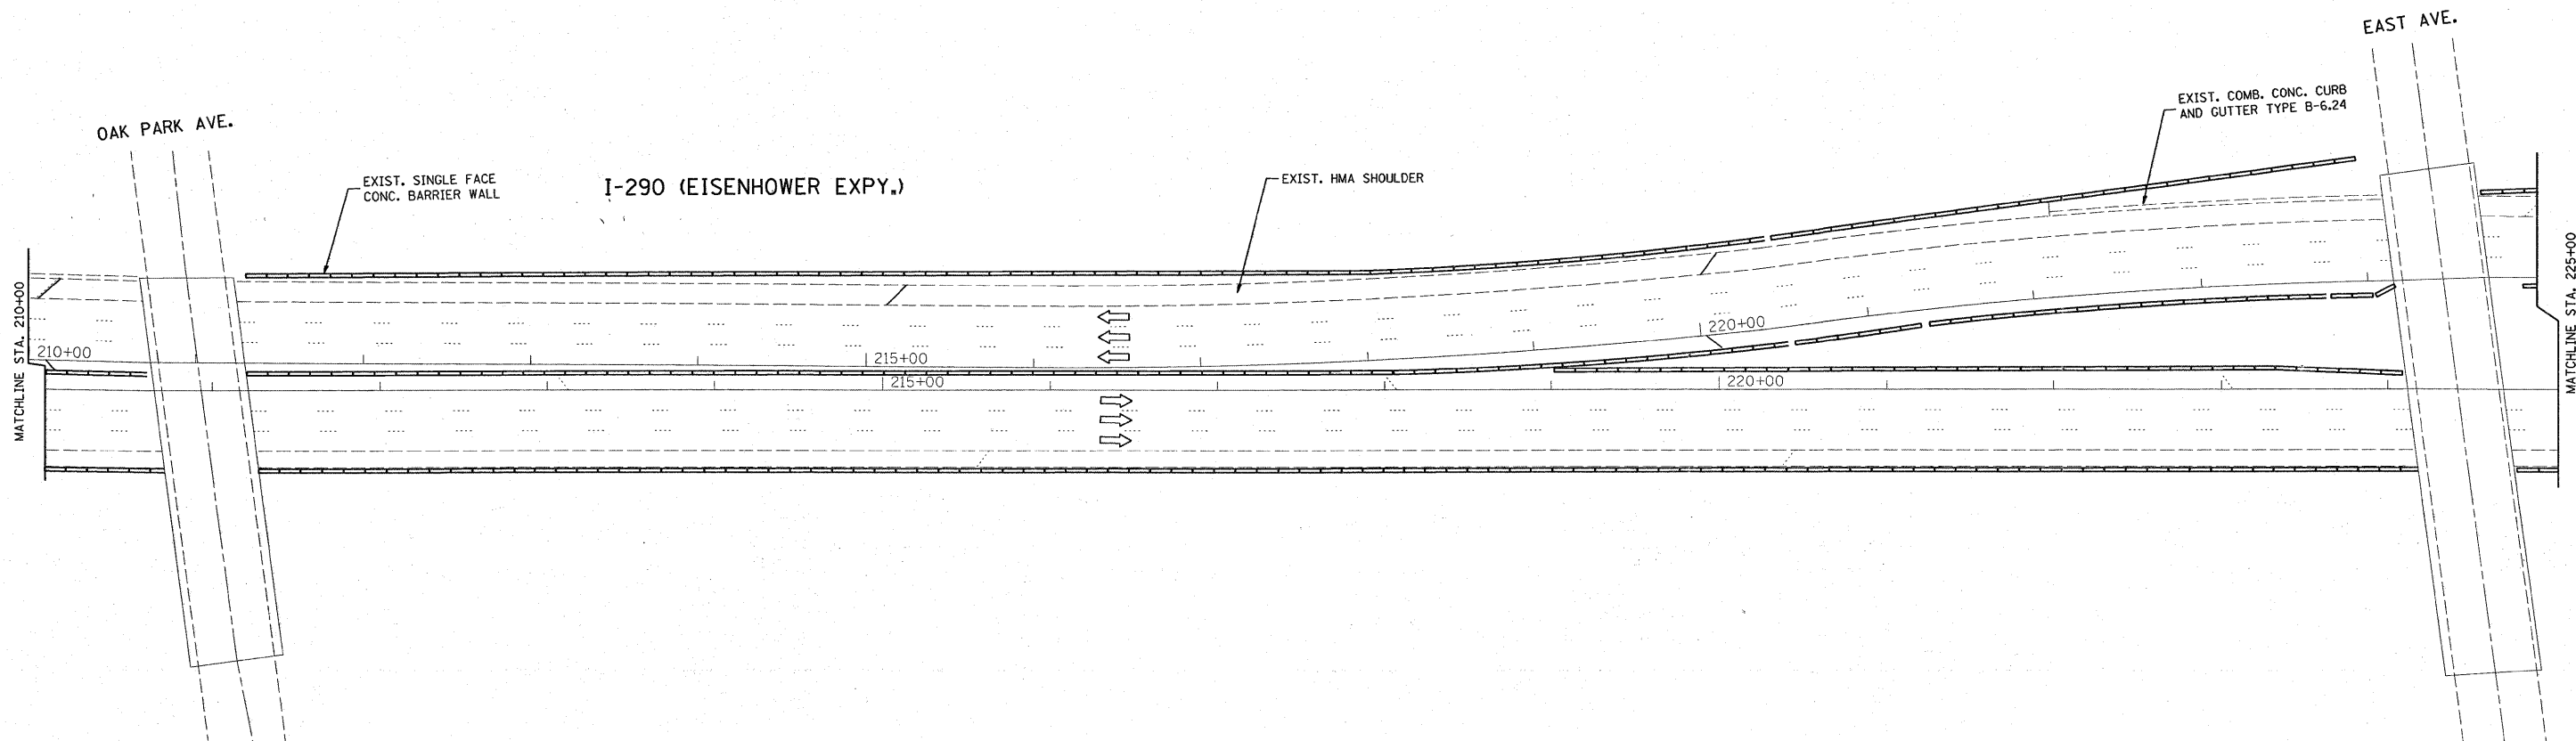 EAST AVE.
OAK PARK AVE.
EXIST. COMB. CONC. CURB
AND GUTTER TYPE B-6.24
EXIST. SINGLE FACE
CONC. BARRIER WALL
I-290 (EISENHOWER EXPY.)
EXIST. HMA SHOULDER
MATCHLINE STA. 210+00
MATCHLINE STA. 225+00
210+00
215+00
220+00
215+00
220+00